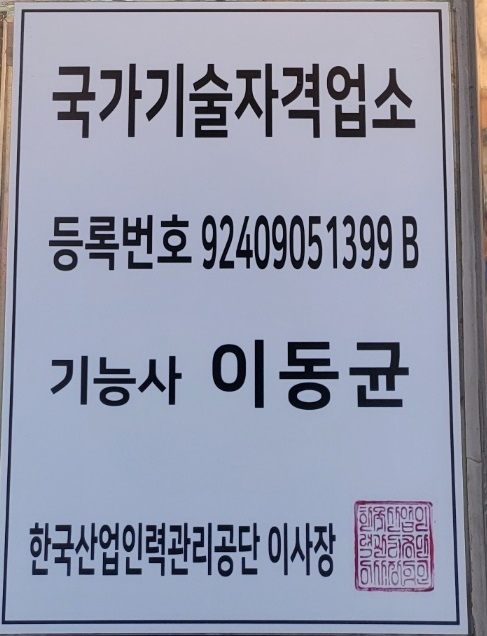 국가기술자격업소
등록번호 92409051399 B
기능사 이동균
한국산업인력관리공단 이사장